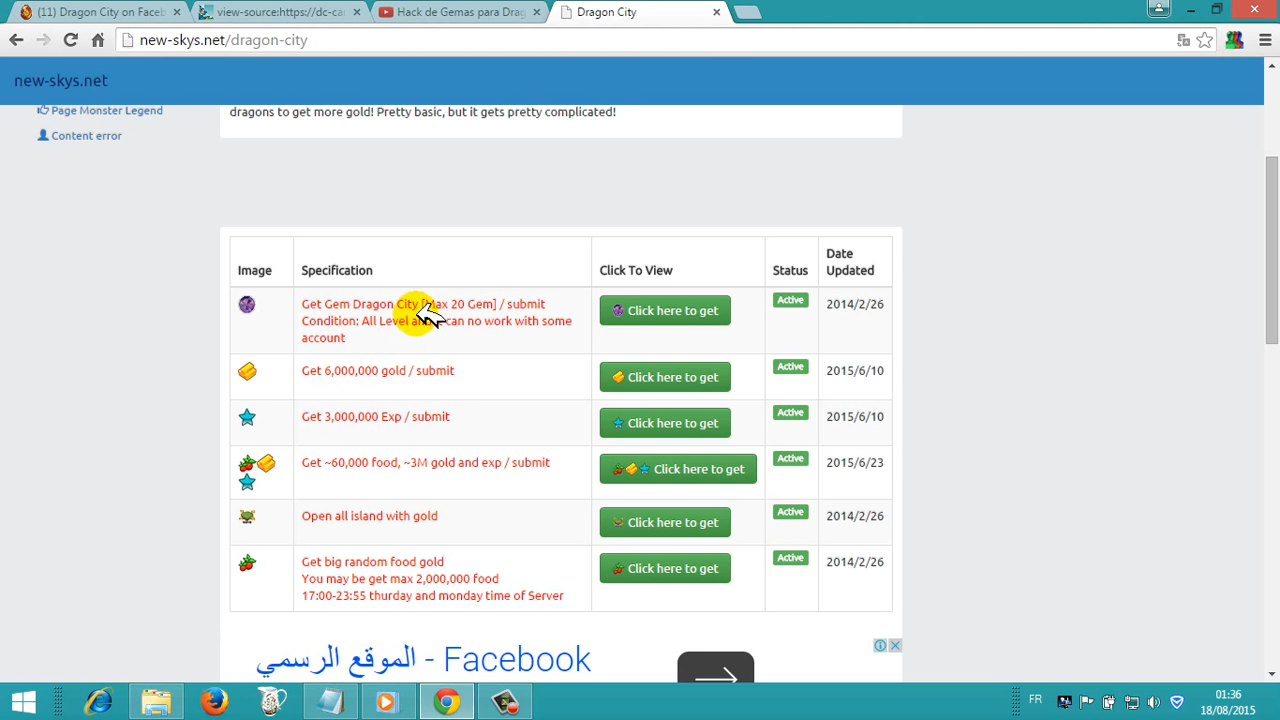 (11) Dragon City on Faceb
view-source:https://dc-ca
Hack de Gemas para Drag
Dragon City
new-skys.net/dragon-city
new-skys.net
Page Monster Legend
Content error
dragons to get more gold! Pretty basic, but it gets pretty complicated!
Image
Specification
Click To View
Status
Date
Updated
Get Gem Dragon City [Max 20 Gem] / submit
Condition: All Level and can no work with some
account
Click here to get
Active
2014/2/26
Get 6,000,000 gold / submit
Click here to get
Active
2015/6/10
Get 3,000,000 Exp / submit
Click here to get
Active
2015/6/10
Get ~60,000 food, ~3M gold and exp / submit
Click here to get
Active
2015/6/23
Open all island with gold
Click here to get
Active
2014/2/26
Get big random food gold
You may be get max 2,000,000 food
17:00-23:55 thurday and monday time of Server
Click here to get
Active
2014/2/26
الموقع الرسمي - Facebook
FR
01:36
18/08/2015